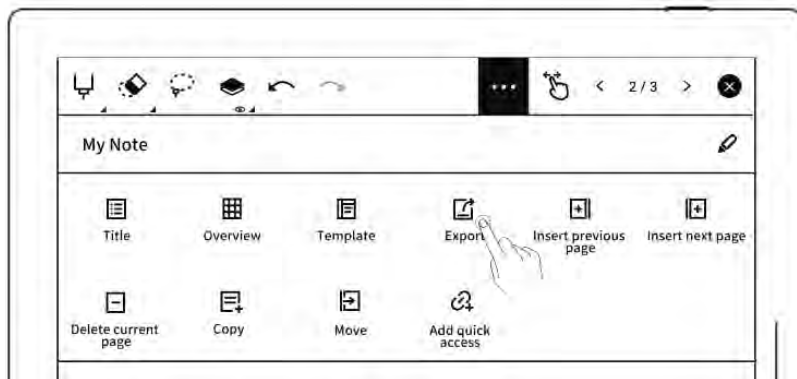 2 / 3
My Note
Title
Overview
Template
Export
Insert previous
page
Insert next page
Delete current
page
Copy
Move
Add quick
access